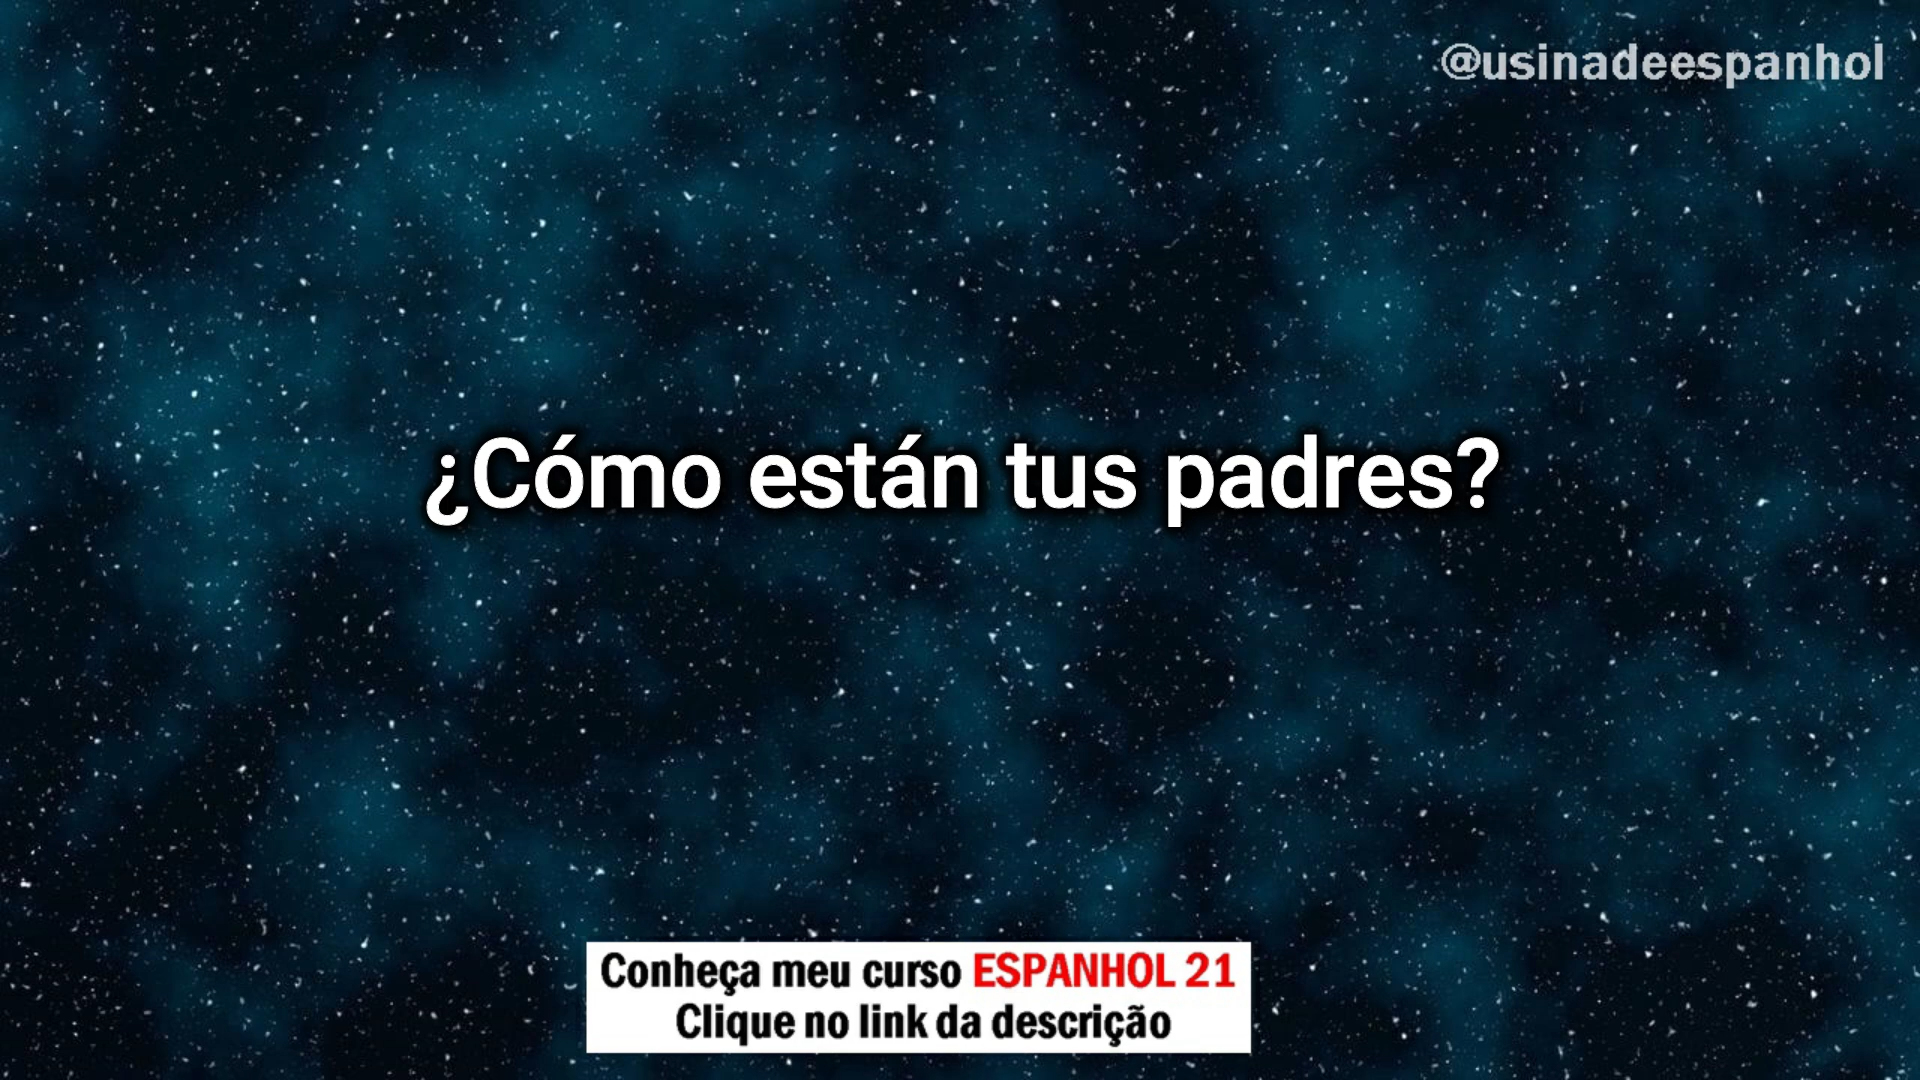 @usinadeespanhol
¿Cómo están tus padres?
Conheça meu curso ESPANHOL 21
Clique no link da descrição